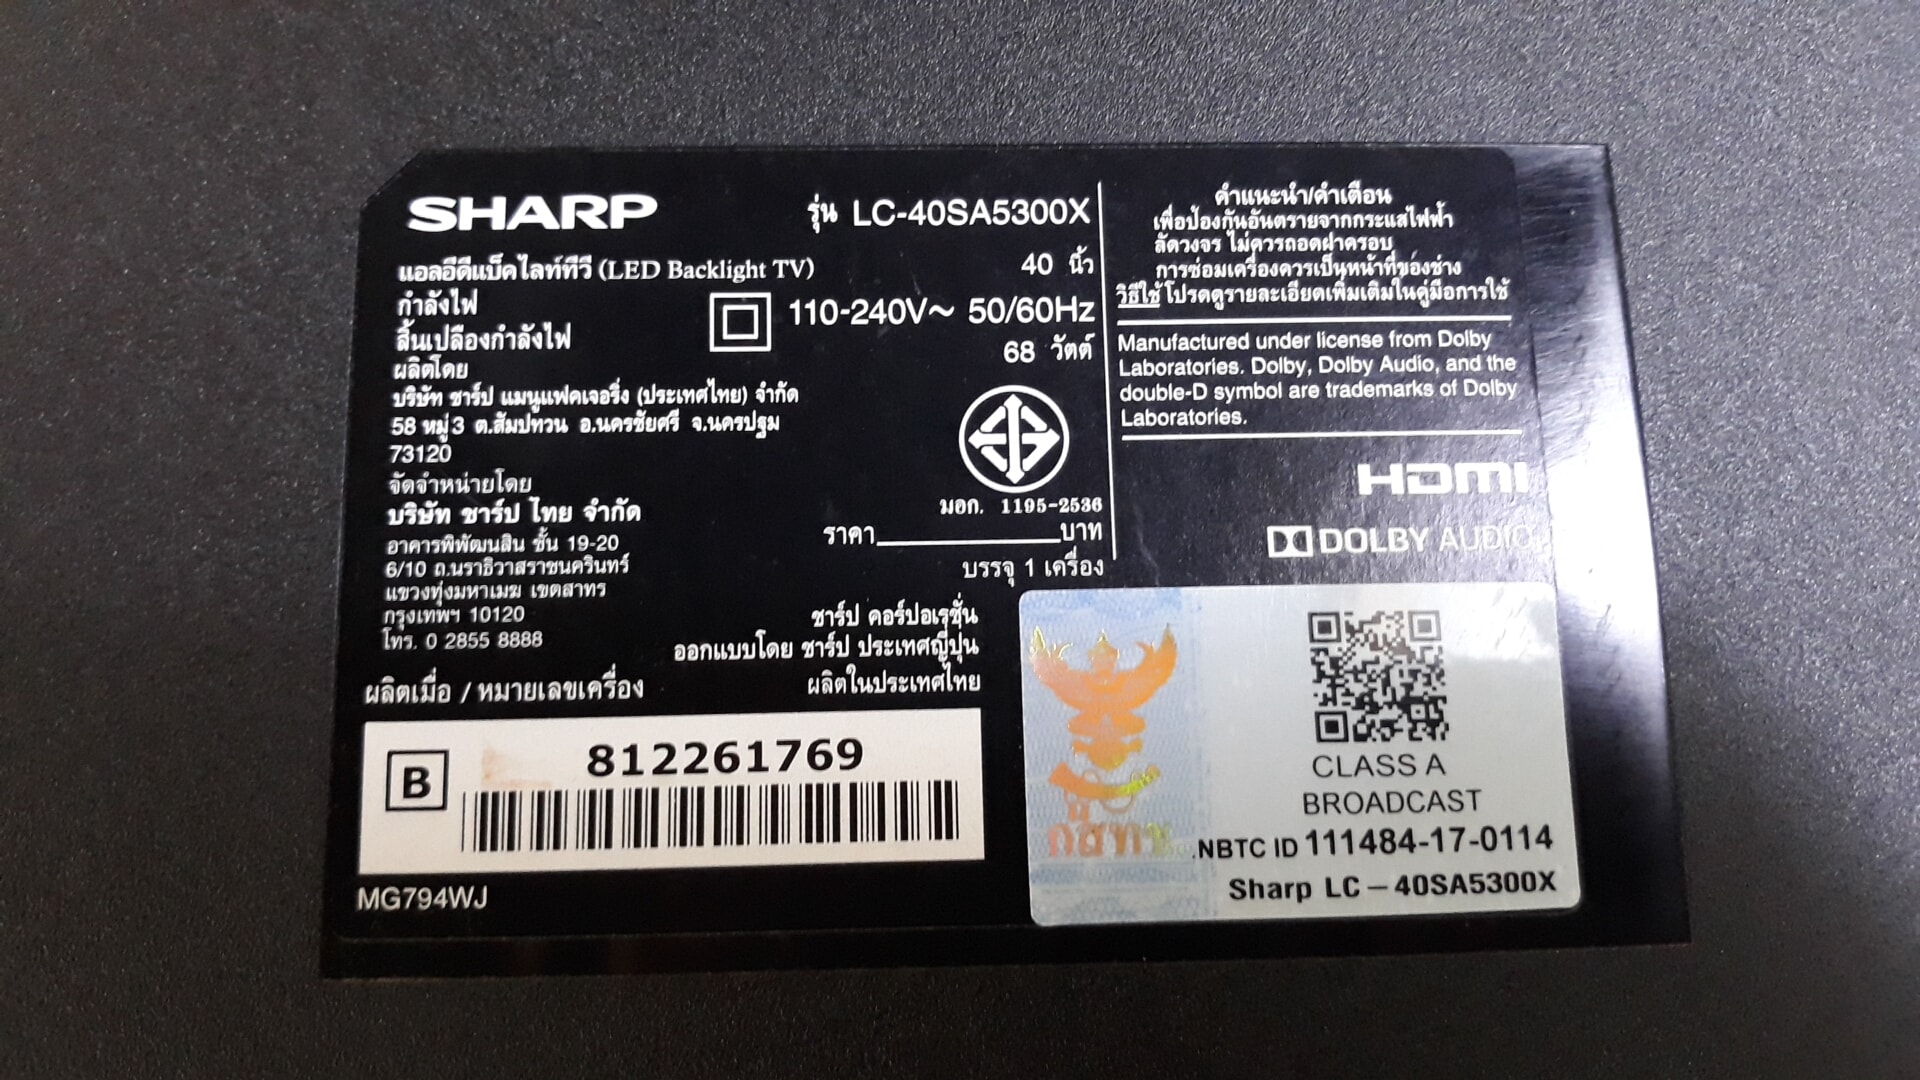 SHARP
รุ่น LC-40SA5300X
แอลอีดีแบ็คไลท์ทีวี (LED Backlight TV)
40 นิ้ว
กำลังไฟ
110-240V~ 50/60Hz
สิ้นเปลืองกำลังไฟ
68 วัตต์
ผลิตโดย
บริษัท ชาร์ป แมนูแฟคเจอริ่ง (ประเทศไทย) จำกัด
58 หมู่ 3 ต.สัมปทวน อ.นครชัยศรี จ.นครปฐม
73120
จัดจำหน่ายโดย
บริษัท ชาร์ป ไทย จำกัด
อาคารพิพัฒนสิน ชั้น 19-20
6/10 ถ.นราธิวาสราชนครินทร์
แขวงทุ่งมหาเมฆ เขตสาทร
กรุงเทพฯ 10120
โทร. 0 2855 8888
มอก. 1195-2536
ราคา__________บาท
บรรจุ 1 เครื่อง
ชาร์ป คอร์ปอเรชั่น
ออกแบบโดย ชาร์ป ประเทศญี่ปุ่น
ผลิตในประเทศไทย
ผลิตเมื่อ / หมายเลขเครื่อง
B
812261769
MG794WJ
คำแนะนำ/คำเตือน
เพื่อป้องกันอันตรายจากกระแสไฟฟ้า
ลัดวงจร ไม่ควรถอดฝาครอบ
การซ่อมเครื่องควรเป็นหน้าที่ของช่าง
วิธีใช้ โปรดดูรายละเอียดเพิ่มเติมในคู่มือการใช้
Manufactured under license from Dolby
Laboratories. Dolby, Dolby Audio, and the
double-D symbol are trademarks of Dolby
Laboratories.
HDMI
DOLBY AUDIO
กสทช
CLASS A
BROADCAST
NBTC ID 111484-17-0114
Sharp LC – 40SA5300X